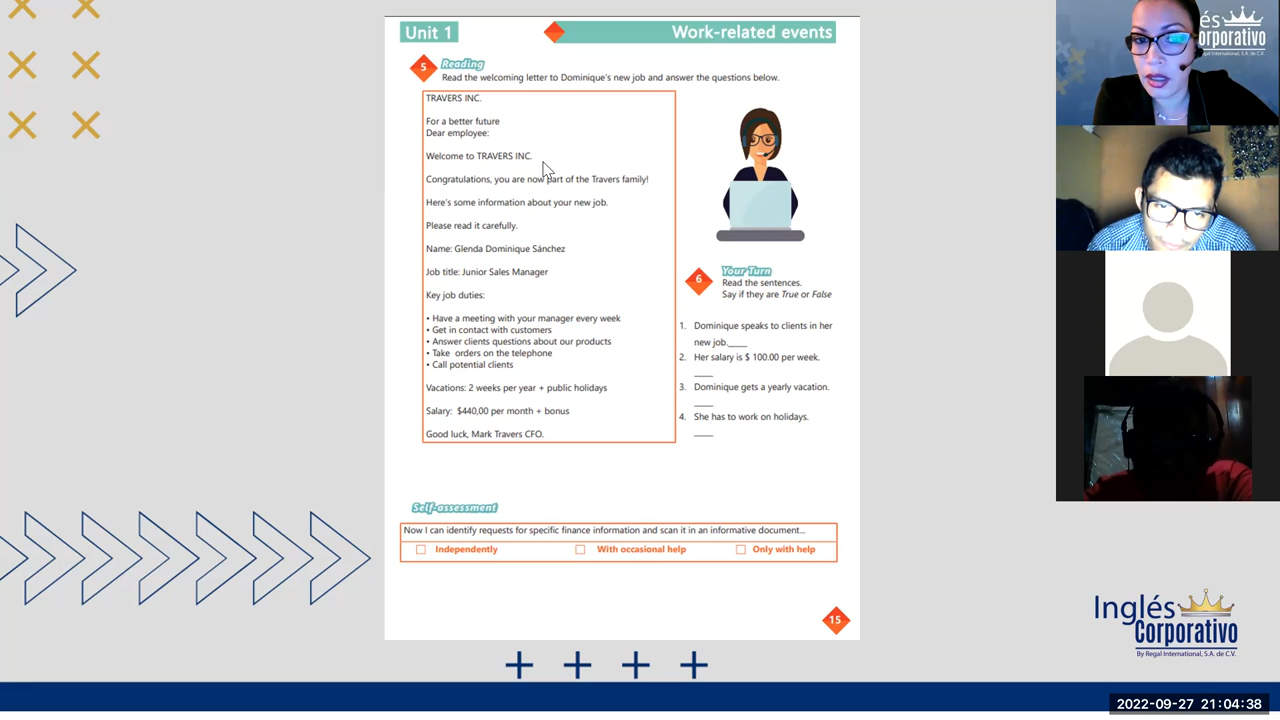 Unit 1
Work-related events
5
Reading
Read the welcoming letter to Dominique's new job and answer the questions below.
TRAVERS INC.
For a better future
Dear employee:
Welcome to TRAVERS INC.
Congratulations, you are now part of the Travers family!
Here's some information about your new job.
Please read it carefully.
Name: Glenda Dominique Sánchez
Job title: Junior Sales Manager
Key job duties:
• Have a meeting with your manager every week
• Get in contact with customers
• Answer clients questions about our products
• Take orders on the telephone
• Call potential clients
Vacations: 2 weeks per year + public holidays
Salary: $440,00 per month + bonus
Good luck, Mark Travers CFO.
6
Your Turn
Read the sentences.
Say if they are True or False
1. Dominique speaks to clients in her
new job.____
2. Her salary is $ 100.00 per week.
____
3. Dominique gets a yearly vacation.
____
4. She has to work on holidays.
____
Self-assessment
Now I can identify requests for specific finance information and scan it in an informative document...
Independently
With occasional help
Only with help
15
és
orporativo
by Regal International, S.A. de C.V.
Inglés
Corporativo
By Regal International, S.A. de C.V.
2022-09-27 21:04:38